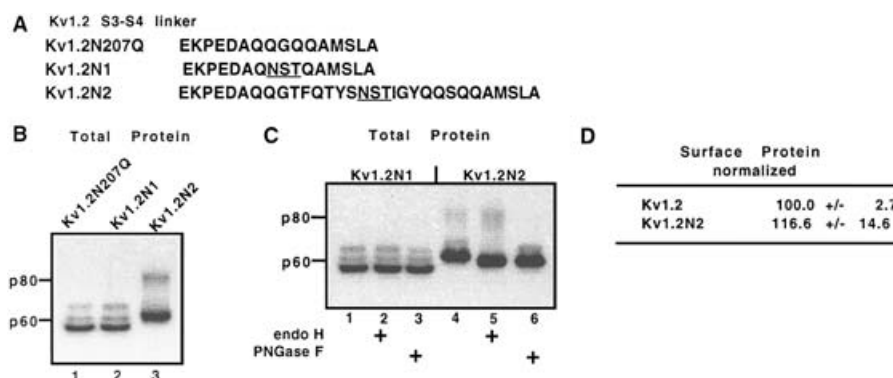 A Kv1.2 S3-S4 linker
Kv1.2N207Q EKPEDAQQGQQAMSLA
Kv1.2N1 EKPEDAQNSTQAMSLA
Kv1.2N2 EKPEDAQQGTFQTYSNSTIGYQQSQQAMSLA
B Total Protein
Kv1.2N207Q
Kv1.2N1
Kv1.2N2
p80
p60
1 2 3
C Total Protein
Kv1.2N1 Kv1.2N2
p80
p60
1 2 3 4 5 6
endo H + +
PNGase F + +
D
Surface Protein
normalized
Kv1.2 100.0 +/- 2.7
Kv1.2N2 116.6 +/- 14.6